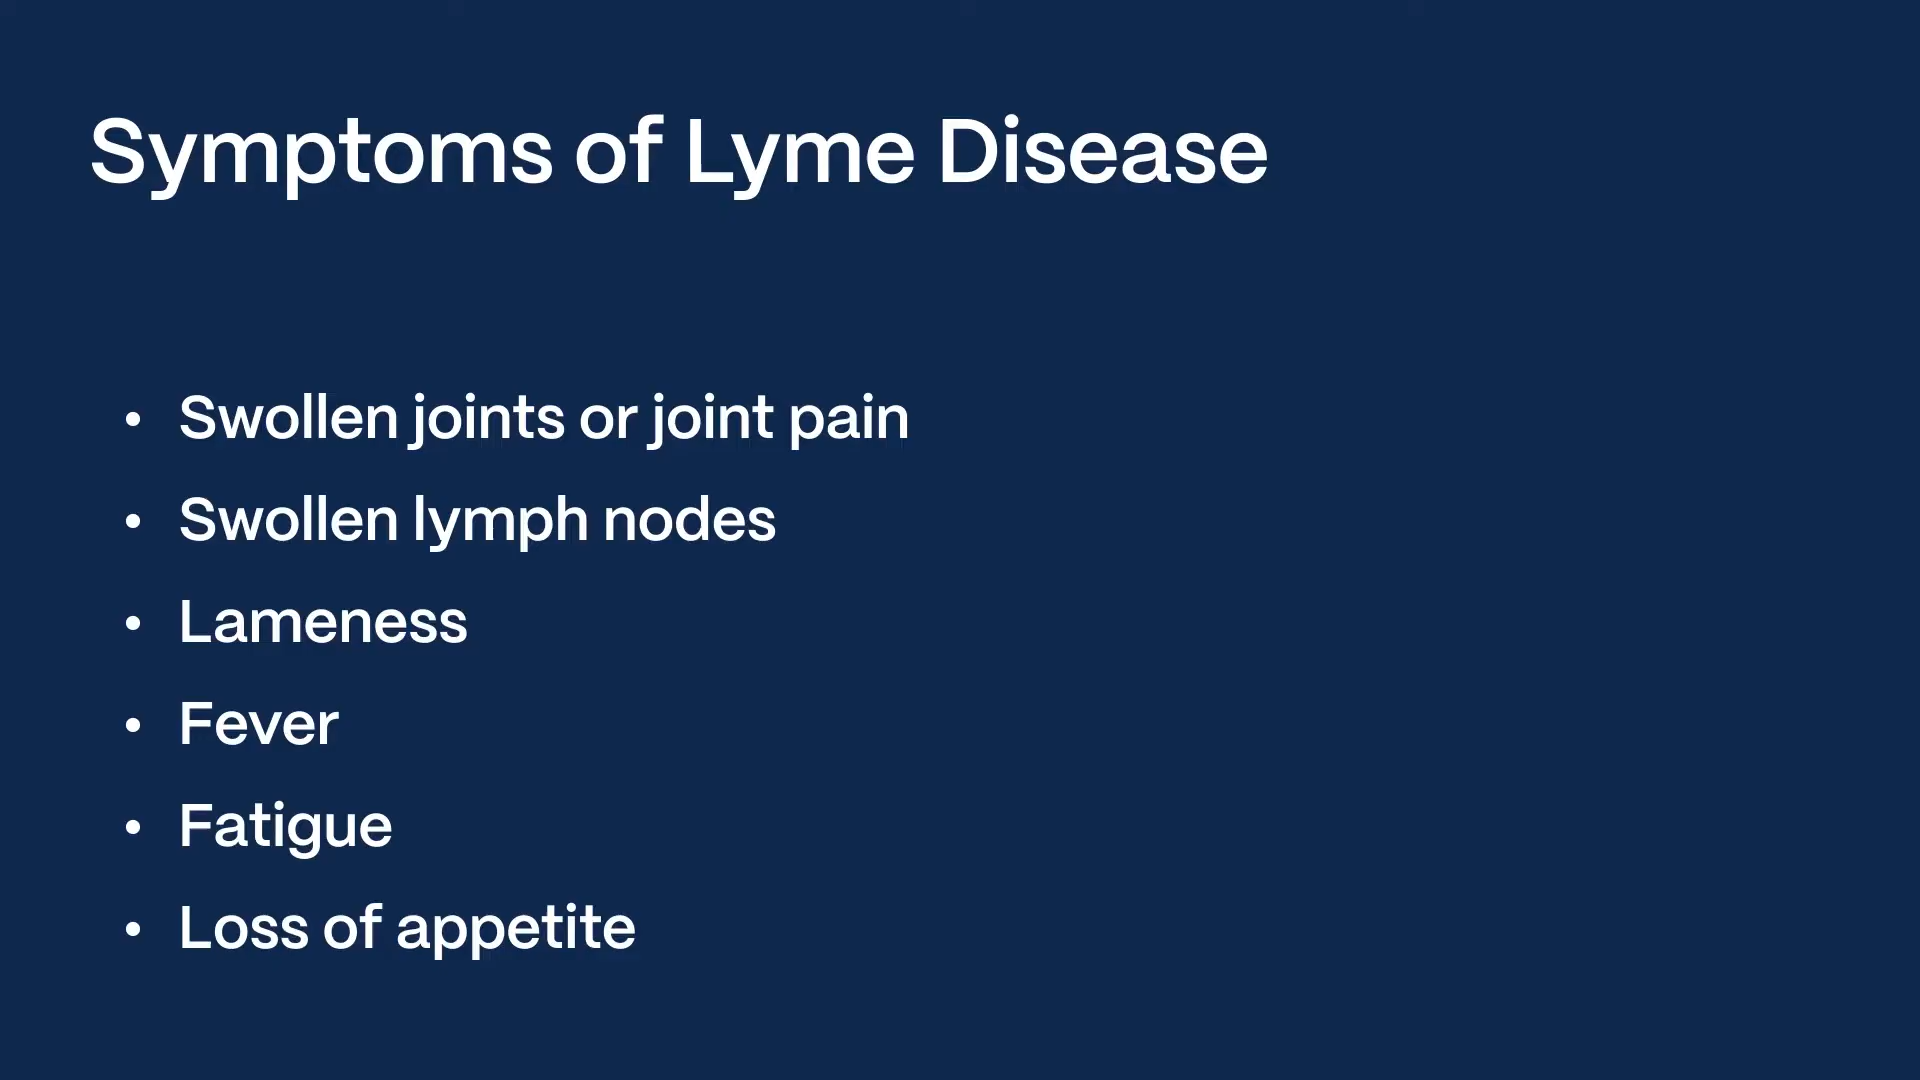 Symptoms of Lyme Disease
• Swollen joints or joint pain
• Swollen lymph nodes
• Lameness
• Fever
• Fatigue
• Loss of appetite